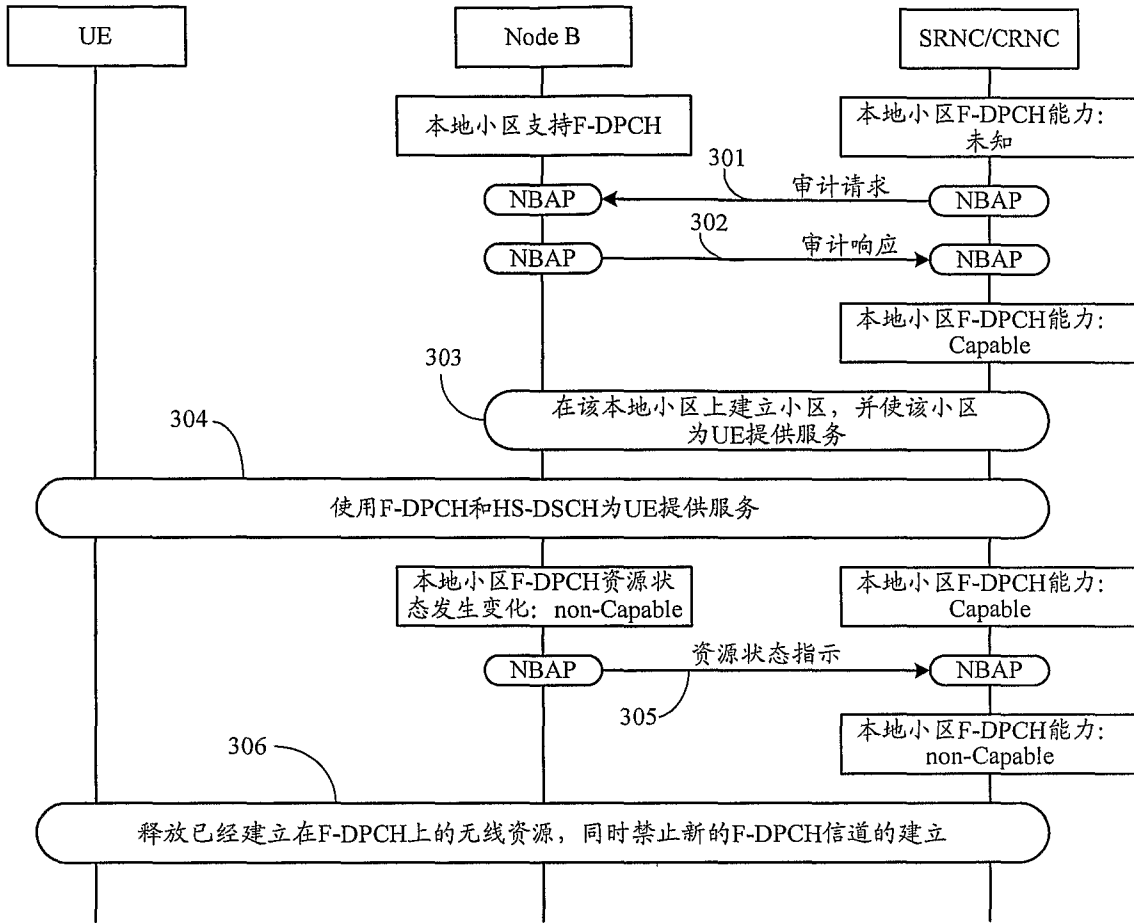 UE
Node B
SRNC/CRNC
本地小区支持F-DPCH
本地小区F-DPCH能力：
未知
301
审计请求
NBAP
NBAP
302
审计响应
NBAP
NBAP
本地小区F-DPCH能力：
Capable
303
在该本地小区上建立小区，并使该小区
为UE提供服务
304
使用F-DPCH和HS-DSCH为UE提供服务
本地小区F-DPCH资源状
态发生变化：non-Capable
本地小区F-DPCH能力：
Capable
资源状态指示
NBAP
NBAP
305
本地小区F-DPCH能力：
non-Capable
306
释放已经建立在F-DPCH上的无线资源，同时禁止新的F-DPCH信道的建立